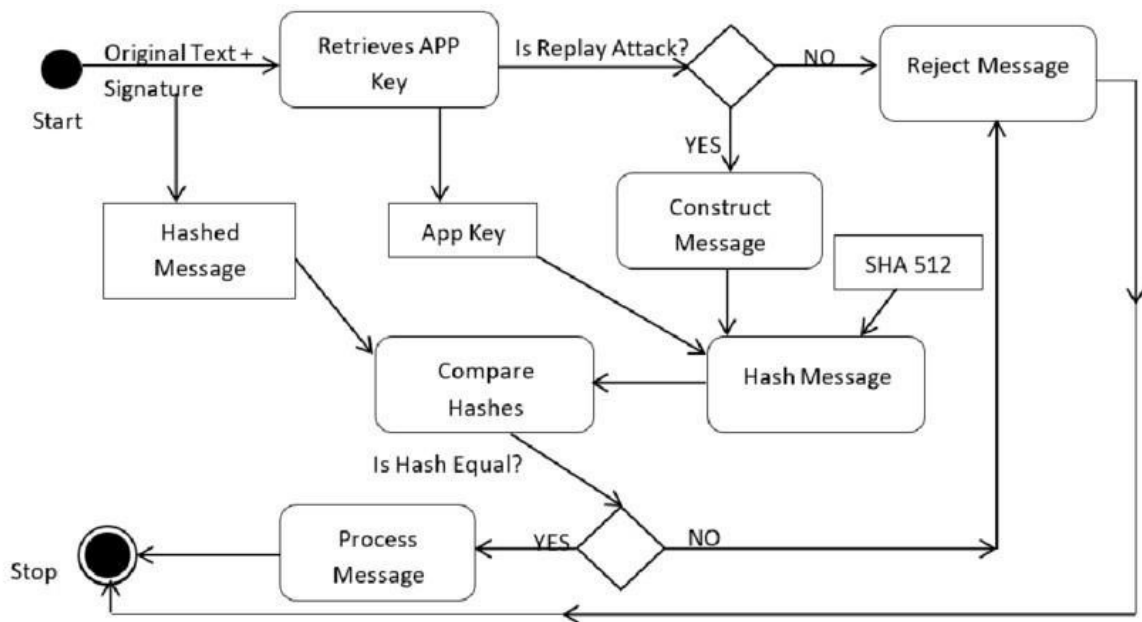 Original Text +
Signature
Start
Retrieves APP
Key
Is Replay Attack?
NO
Reject Message
YES
Construct
Message
Hashed
Message
App Key
SHA 512
Compare
Hashes
Hash Message
Is Hash Equal?
Process
Message
YES
NO
Stop